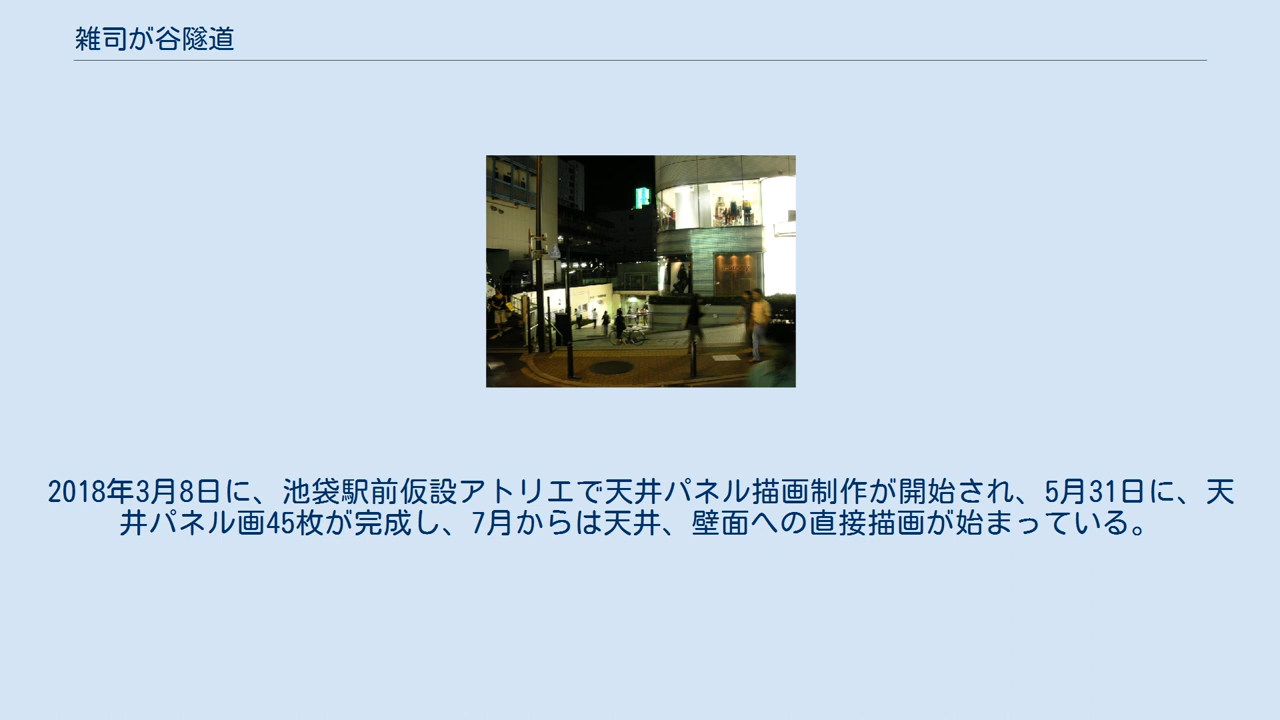 雑司が谷隧道
2018年3月8日に、池袋駅前仮設アトリエで天井パネル描画制作が開始され、5月31日に、天
井パネル画45枚が完成し、7月からは天井、壁面への直接描画が始まっている。